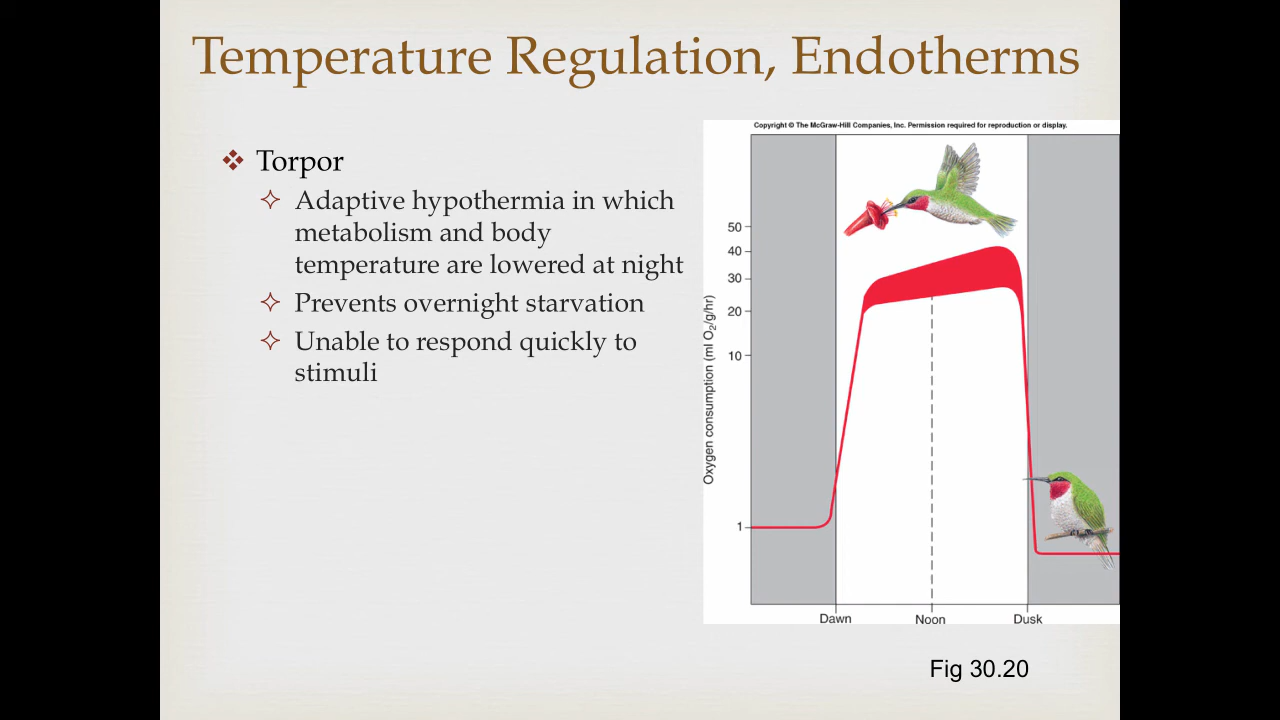 Temperature Regulation, Endotherms
Copyright © The McGraw-Hill Companies, Inc. Permission required for reproduction or display.
Torpor
Adaptive hypothermia in which
metabolism and body
temperature are lowered at night
Prevents overnight starvation
Unable to respond quickly to
stimuli
Oxygen consumption (ml O₂/g/hr)
50
40
30
20
10
1
Dawn
Noon
Dusk
Fig 30.20